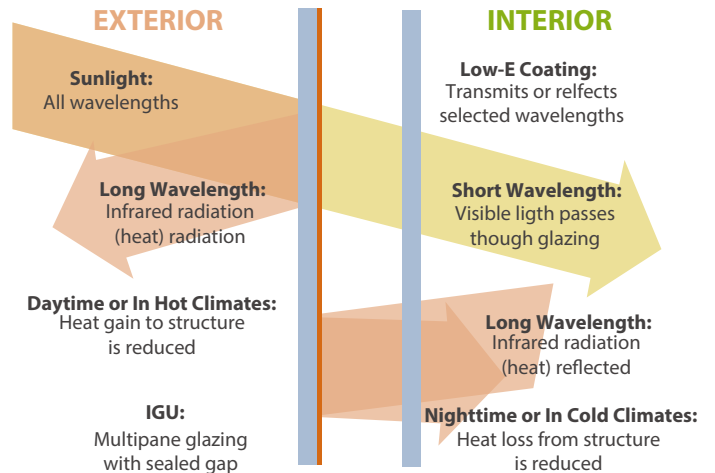 EXTERIOR
INTERIOR
Sunlight:
All wavelengths
Low-E Coating:
Transmits or relfects
selected wavelengths
Long Wavelength:
Infrared radiation
(heat) radiation
Short Wavelength:
Visible ligth passes
though glazing
Daytime or In Hot Climates:
Heat gain to structure
is reduced
Long Wavelength:
Infrared radiation
(heat) reflected
IGU:
Multipane glazing
with sealed gap
Nighttime or In Cold Climates:
Heat loss from structure
is reduced